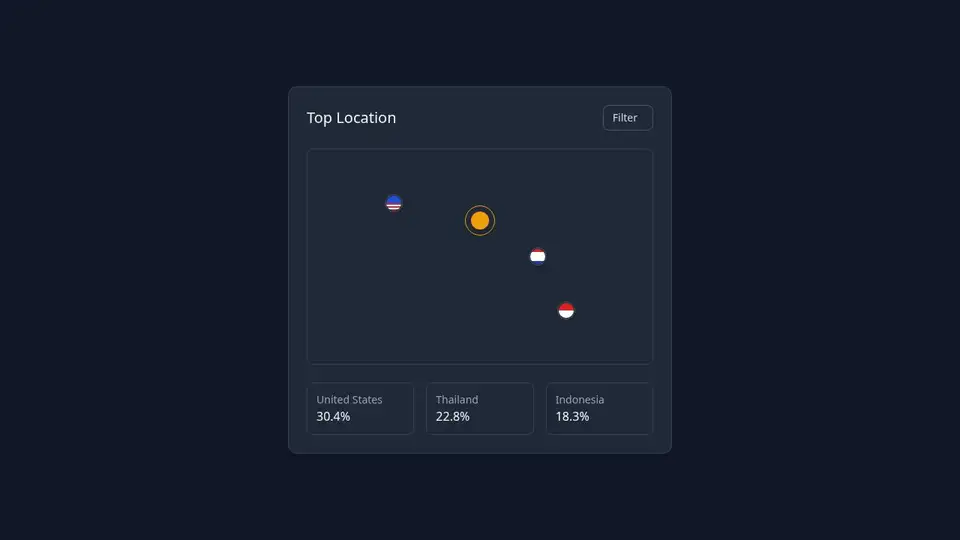 Top Location
Filter
United States
30.4%
Thailand
22.8%
Indonesia
18.3%